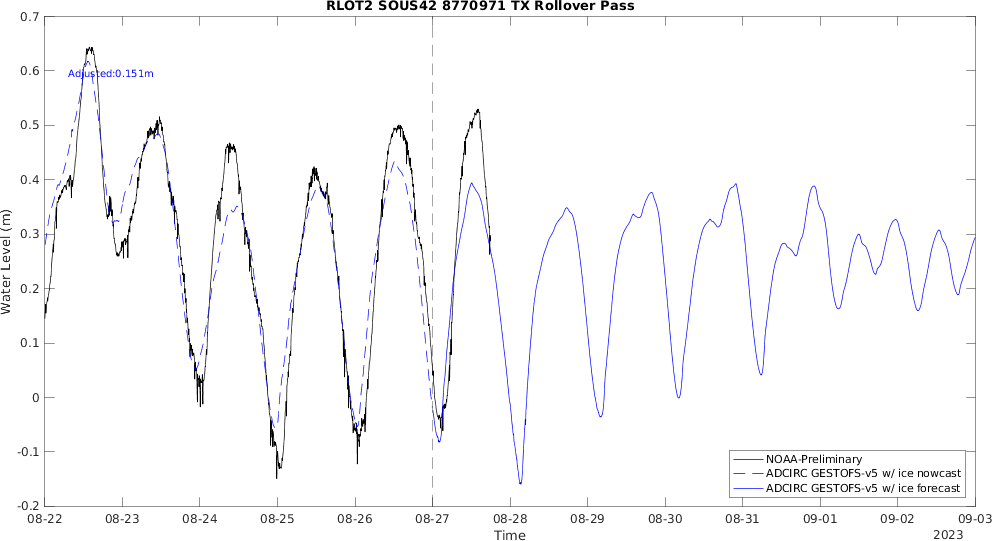 RLOT2 SOUS42 8770971 TX Rollover Pass
0.7
0.6
0.5
0.4
0.3
0.2
0.1
0
-0.1
-0.2
Water Level (m)
Adjusted:0.151m
NOAA-Preliminary
ADCIRC GESTOFS-v5 w/ ice nowcast
ADCIRC GESTOFS-v5 w/ ice forecast
08-22 08-23 08-24 08-25 08-26 08-27 08-28 08-29 08-30 08-31 09-01 09-02 09-03
Time
2023